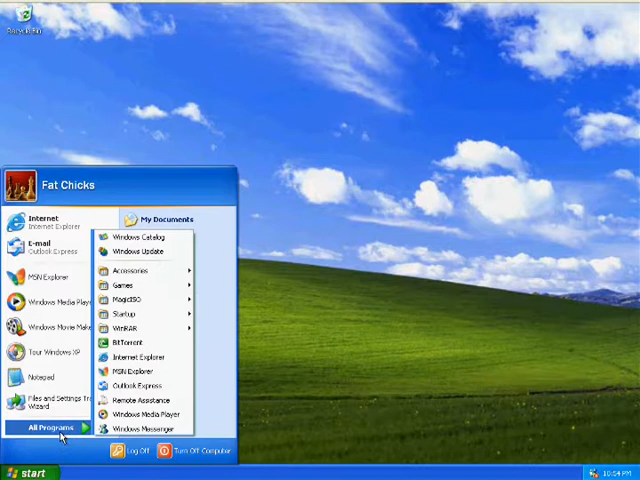 Recycle Bin
Fat Chicks
Internet
Internet Explorer
E-mail
Outlook Express
MSN Explorer
Windows Media Playe
Windows Movie Make
Tour Windows XP
Notepad
Files and Settings Tra
Wizard
All Programs
My Documents
Windows Catalog
Windows Update
Accessories
Games
MagicISO
Startup
WinRAR
BitTorrent
Internet Explorer
MSN Explorer
Outlook Express
Remote Assistance
Windows Media Player
Windows Messenger
Log Off
Turn Off Computer
start
10:54 PM